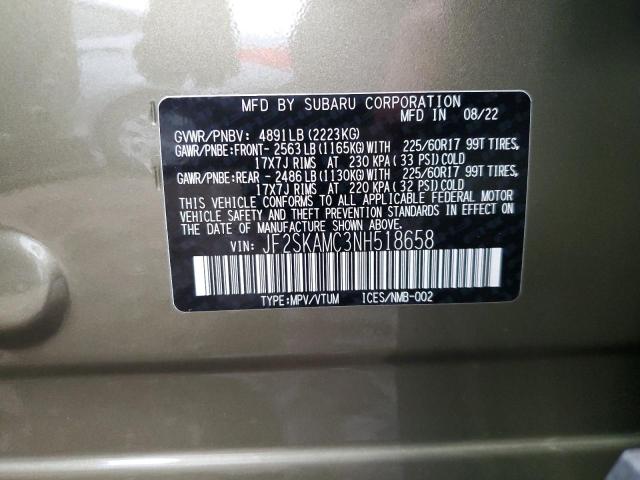 MFD BY SUBARU CORPORATION
MFD IN 08/22
GVWR/PNBV: 4891LB (2223KG)
GAWR/PNBE:FRONT- 2563LB (1165KG) WITH 225/60R17 99T TIRES,
17X7J RIMS AT 230 KPA (33 PSI) COLD
GAWR/PNBE:REAR - 2486LB (1130KG) WITH 225/60R17 99T TIRES,
17X7J RIMS AT 220 KPA (32 PSI) COLD
THIS VEHICLE CONFORMS TO ALL APPLICABLE FEDERAL MOTOR
VEHICLE SAFETY AND THEFT PREVENTION STANDARDS IN EFFECT ON
THE DATE OF MANUFACTURE SHOWN ABOVE.
VIN: JF2SKAMC3NH518658
TYPE:MPV/VTUM ICES/NMB-002